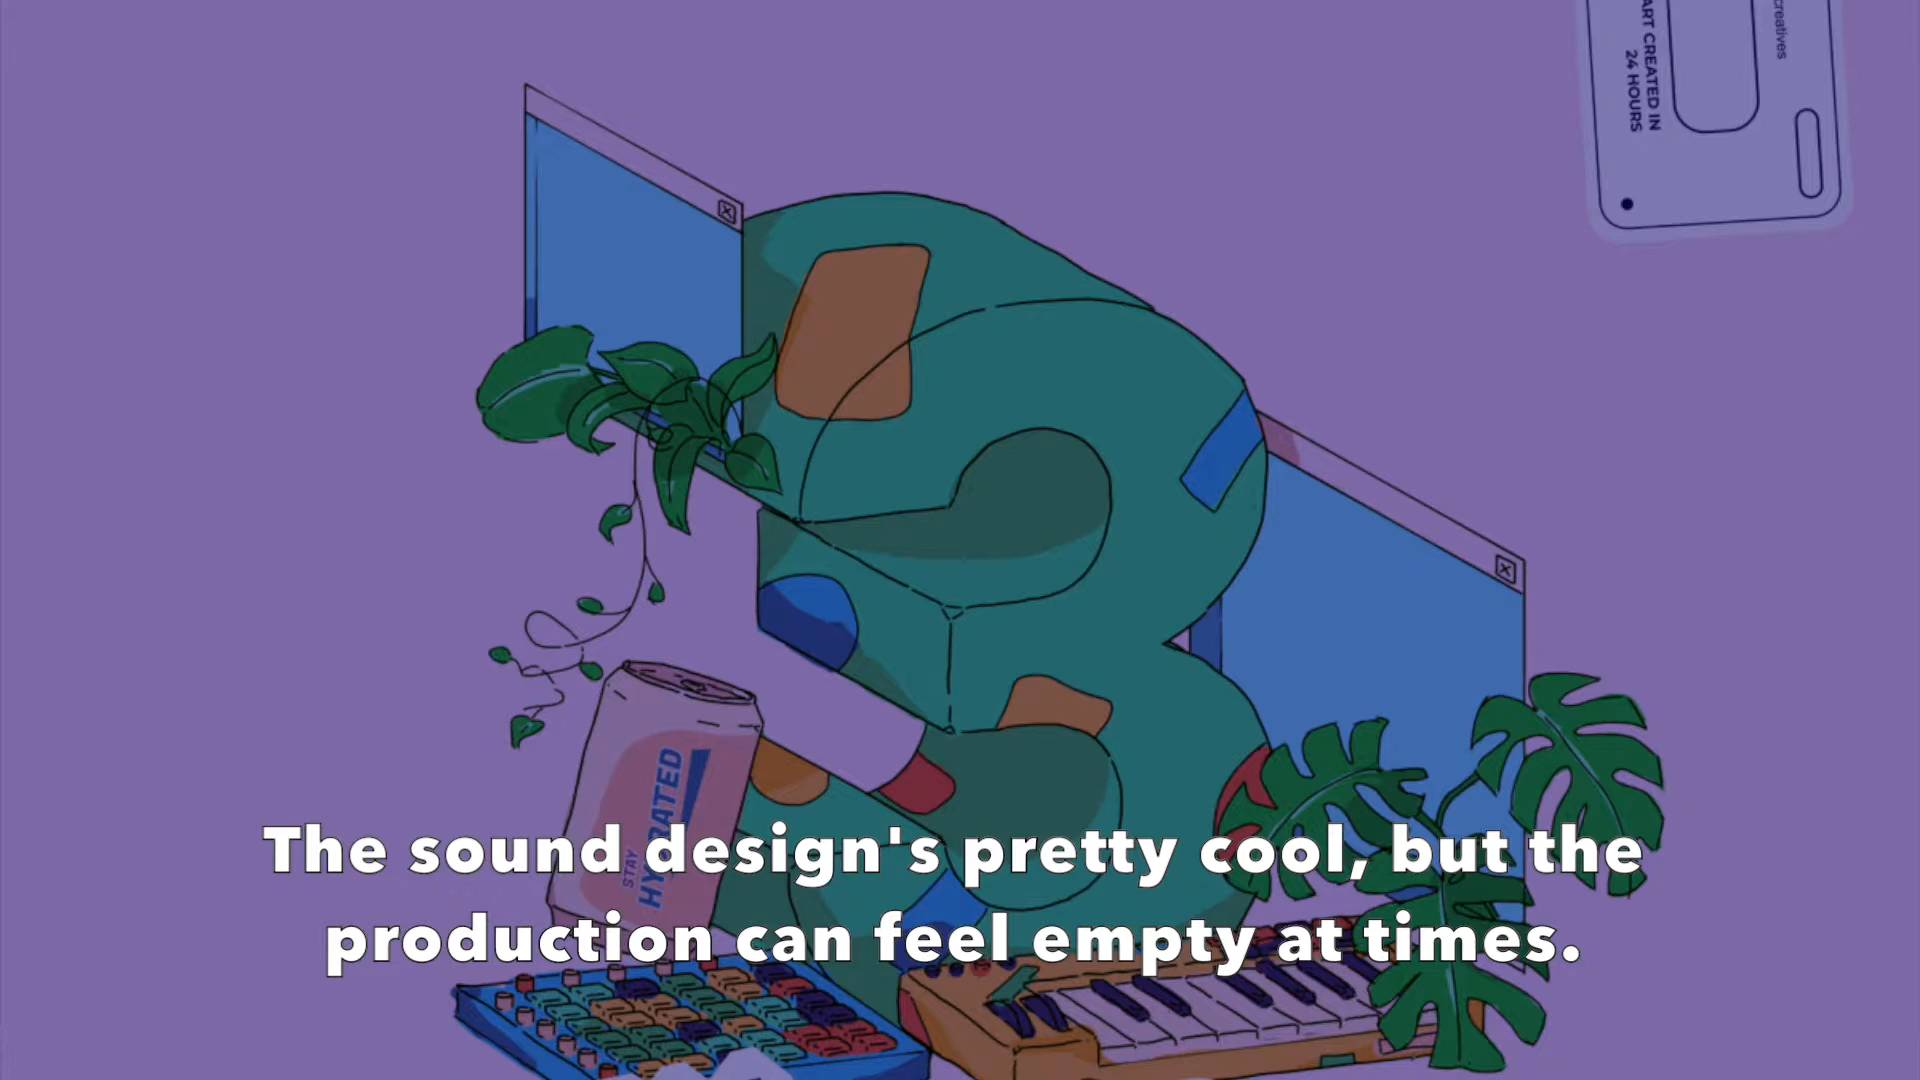 creatives
ART CREATED IN
24 HOURS
STAY
HYDRATED
The sound design's pretty cool, but the
production can feel empty at times.